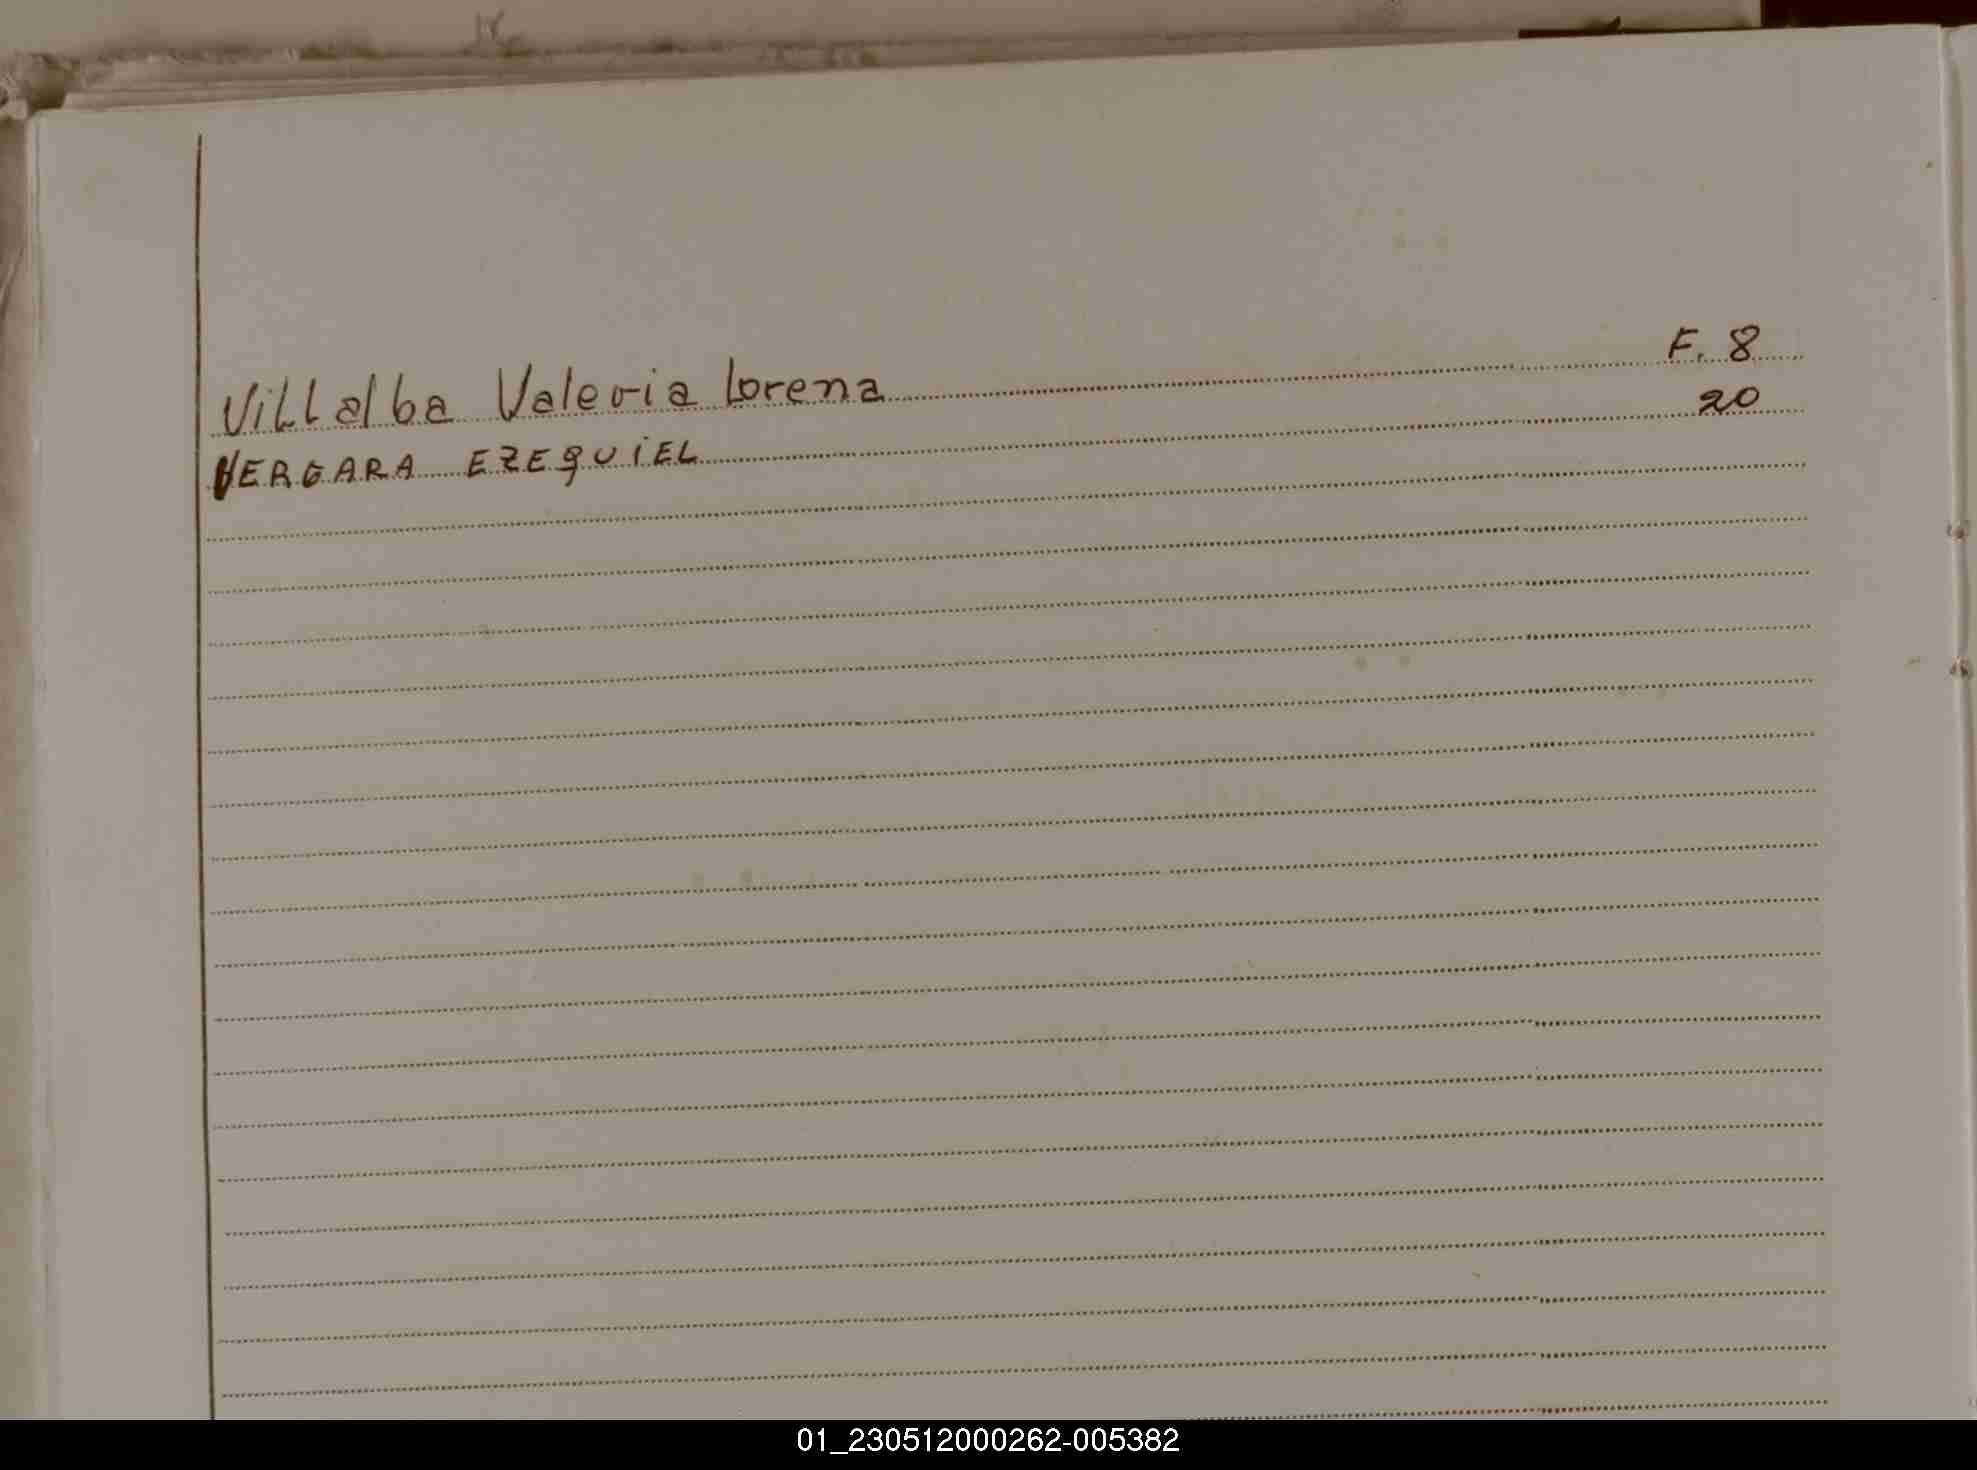 Villalba Valeria Lorena F. 8
VERGARA EZEQUIEL 20
01_230512000262-005382